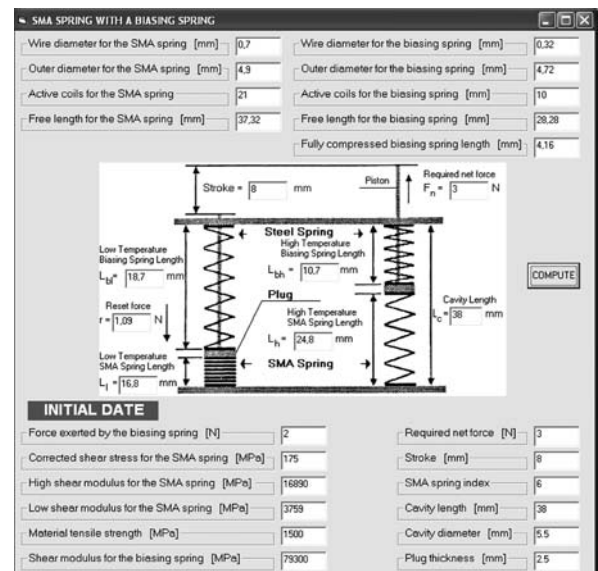 SMA SPRING WITH A BIASING SPRING
Wire diameter for the SMA spring [mm] 0,7
Wire diameter for the biasing spring [mm] 0,32
Outer diameter for the SMA spring [mm] 4,9
Outer diameter for the biasing spring [mm] 4,72
Active coils for the SMA spring 21
Active coils for the biasing spring [mm] 10
Free length for the SMA spring [mm] 37,32
Free length for the biasing spring [mm] 28,28
Fully compressed biasing spring length [mm] 4,16
Stroke = 8 mm
Piston
Required net force
Fn = 3 N
Steel Spring
Low Temperature
Biasing Spring Length
Lbl= 18,7 mm
High Temperature
Biasing Spring Length
Lbh = 10,7 mm
COMPUTE
Plug
Reset force
r = 1,09 N
High Temperature
SMA Spring Length
Lh = 24,8 mm
Cavity Length
Lc = 38 mm
Low Temperature
SMA Spring Length
Ll = 16,8 mm
SMA Spring
INITIAL DATE
Force exerted by the biasing spring [N] 2
Required net force [N] 3
Corrected shear stress for the SMA spring [MPa] 175
Stroke [mm] 8
High shear modulus for the SMA spring [MPa] 16890
SMA spring index 6
Low shear modulus for the SMA spring [MPa] 3759
Cavity length [mm] 38
Material tensile strength [MPa] 1500
Cavity diameter [mm] 5.5
Shear modulus for the biasing spring [MPa] 79300
Plug thickness [mm] 2.5